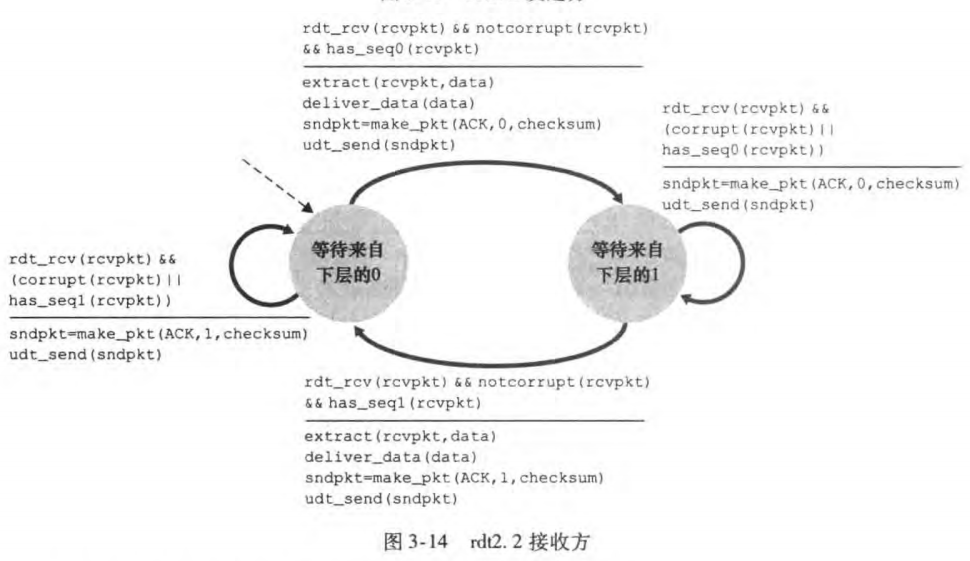 rdt_rcv(rcvpkt) && notcorrupt(rcvpkt)
&& has_seq0(rcvpkt)
extract(rcvpkt,data)
deliver_data(data)
sndpkt=make_pkt(ACK,0,checksum)
udt_send(sndpkt)
rdt_rcv(rcvpkt) &&
(corrupt(rcvpkt)||
has_seq0(rcvpkt))
sndpkt=make_pkt(ACK,0,checksum)
udt_send(sndpkt)
等待来自
下层的0
等待来自
下层的1
rdt_rcv(rcvpkt) &&
(corrupt(rcvpkt)||
has_seq1(rcvpkt))
sndpkt=make_pkt(ACK,1,checksum)
udt_send(sndpkt)
rdt_rcv(rcvpkt) && notcorrupt(rcvpkt)
&& has_seq1(rcvpkt)
extract(rcvpkt,data)
deliver_data(data)
sndpkt=make_pkt(ACK,1,checksum)
udt_send(sndpkt)
图 3-14 rdt2. 2 接收方